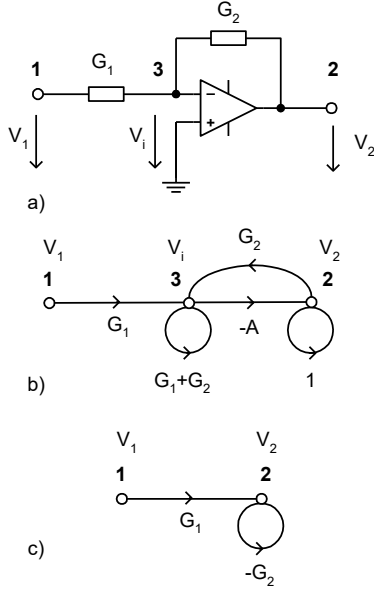 G₂
1 G₁ 3 2
− +
V₁ Vᵢ V₂
a)
G₂
V₁ Vᵢ V₂
1 3 2
G₁ -A
G₁+G₂ 1
b)
V₁ V₂
1 2
G₁
-G₂
c)